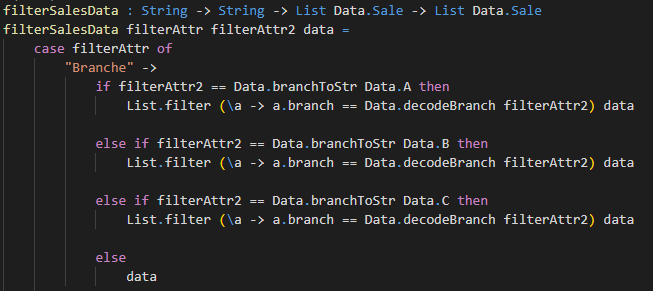 filterSalesData : String -> String -> List Data.Sale -> List Data.Sale
filterSalesData filterAttr filterAttr2 data =
    case filterAttr of
        "Branche" ->
            if filterAttr2 == Data.branchToStr Data.A then
                List.filter (\a -> a.branch == Data.decodeBranch filterAttr2) data

            else if filterAttr2 == Data.branchToStr Data.B then
                List.filter (\a -> a.branch == Data.decodeBranch filterAttr2) data

            else if filterAttr2 == Data.branchToStr Data.C then
                List.filter (\a -> a.branch == Data.decodeBranch filterAttr2) data

            else
                data